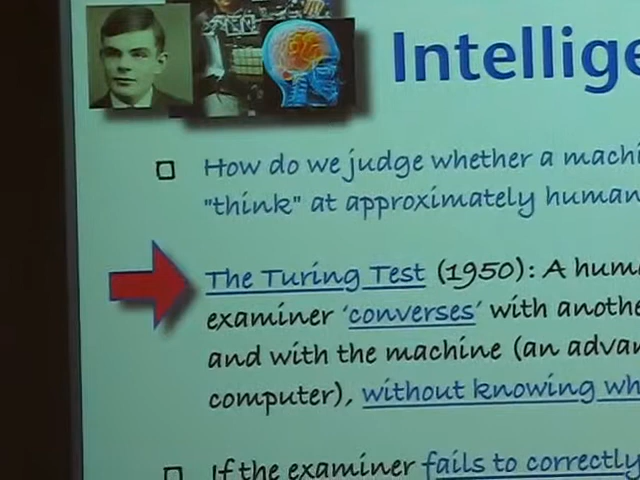 Intellige
How do we judge whether a machi
"think" at approximately human
The Turing Test (1950): A hum
examiner 'converses' with anothe
and with the machine (an advan
computer), without knowing wh
If the examiner fails to correctly